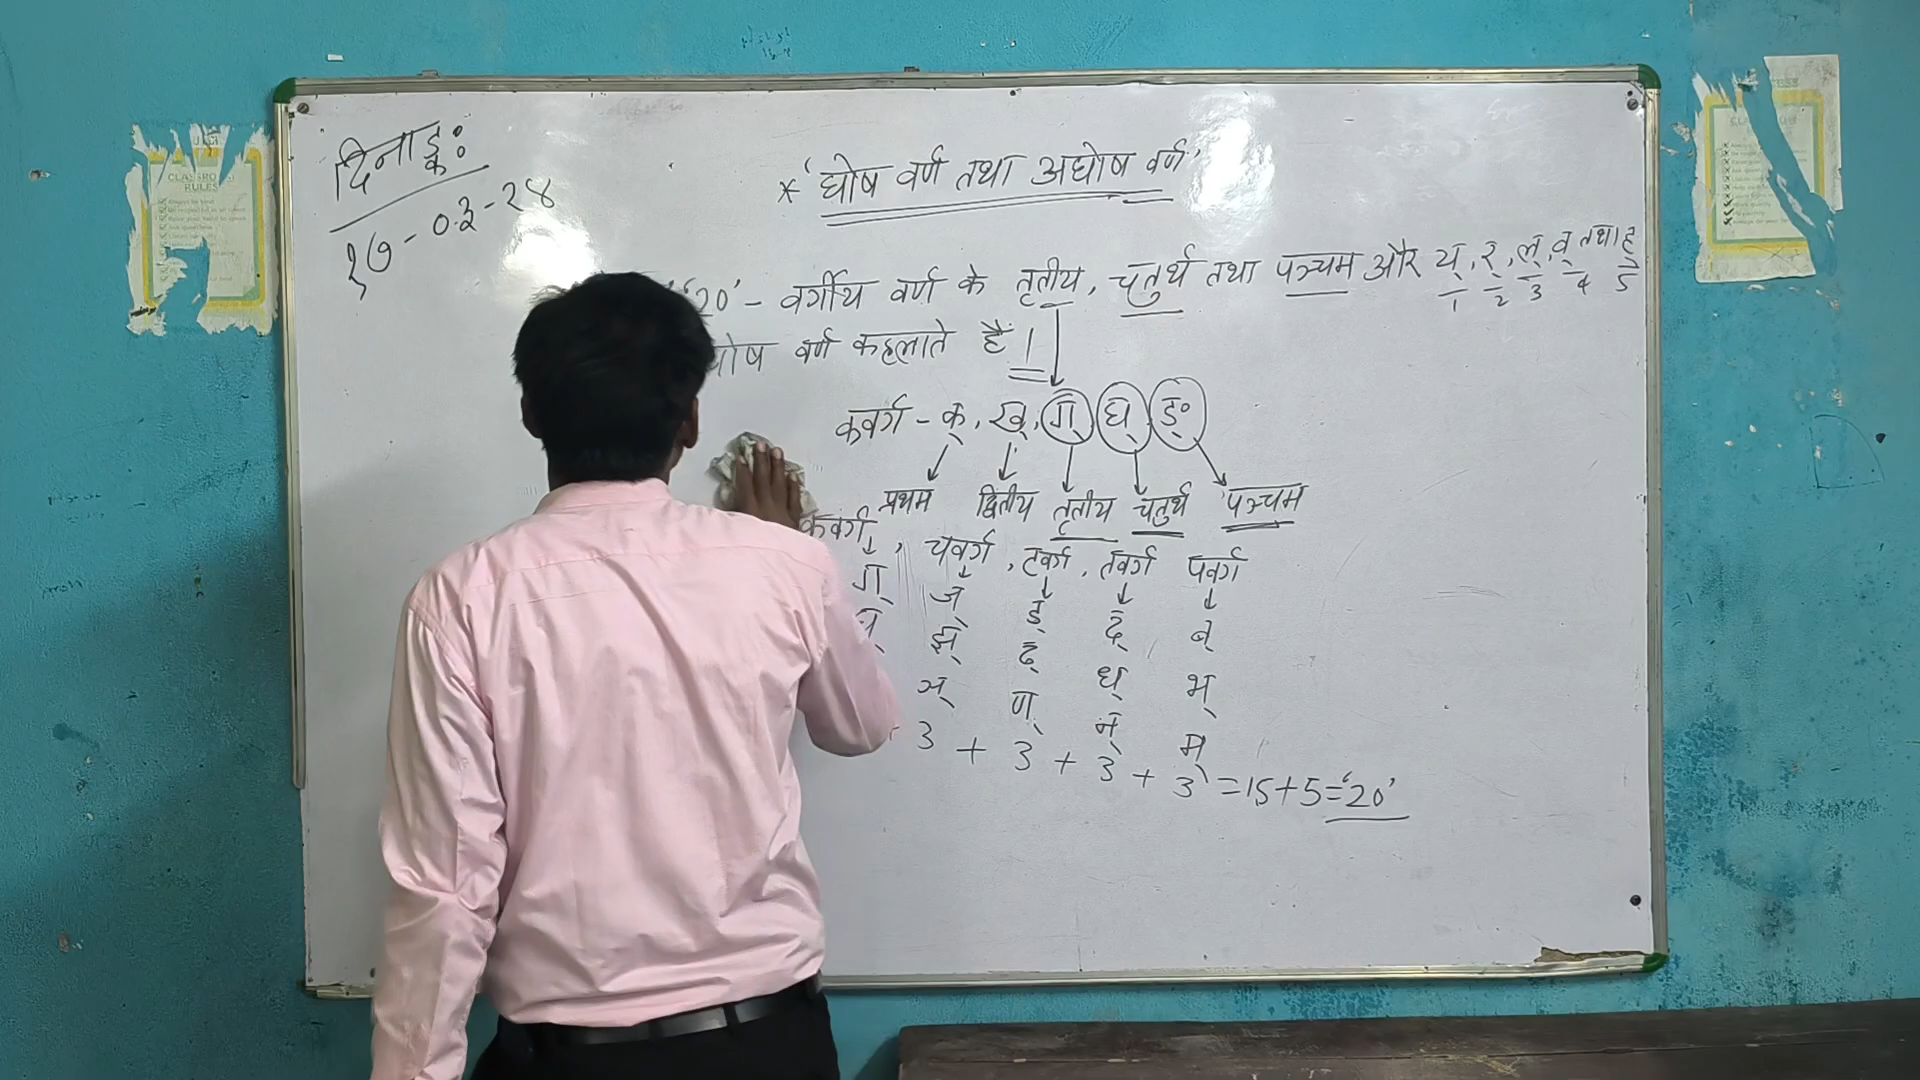 दिनाङ्कः
१७-०३-२४
* 'घोष वर्ण तथा अघोष वर्ण'
'20' - वर्गीय वर्ण के तृतीय, चतुर्थ तथा पञ्चम और य्, र्, ल्, व् तथा ह्
1 2 3 4 5
घोष वर्ण कहलाते हैं।
कवर्ग - क्, ख्, ग् घ् ङ्
प्रथम द्वितीय तृतीय चतुर्थ पञ्चम
कवर्ग, चवर्ग, टवर्ग, तवर्ग पवर्ग
ग् ज् ड् द् ब्
झ् ढ् ध् भ्
ञ् ण् न् म्
3 + 3 + 3 + 3 = 15 + 5 = '20'
CLASSROOM
RULES